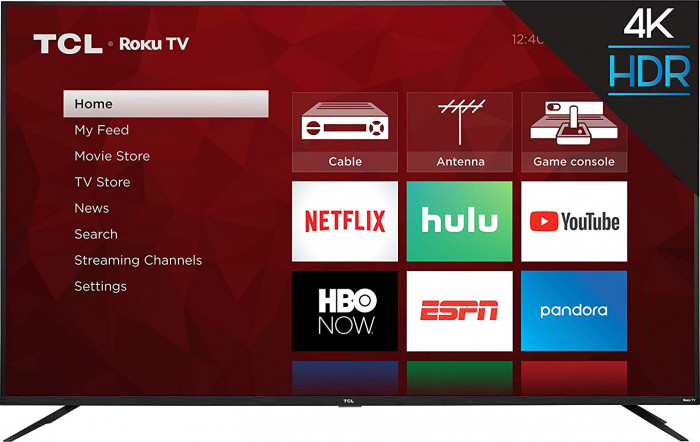 TCL • Roku TV
12:40
4K
HDR
Home
My Feed
Movie Store
TV Store
News
Search
Streaming Channels
Settings
Cable
Antenna
Game console
NETFLIX
hulu
YouTube
HBO
NOW
ESPN
pandora
TCL
Roku TV